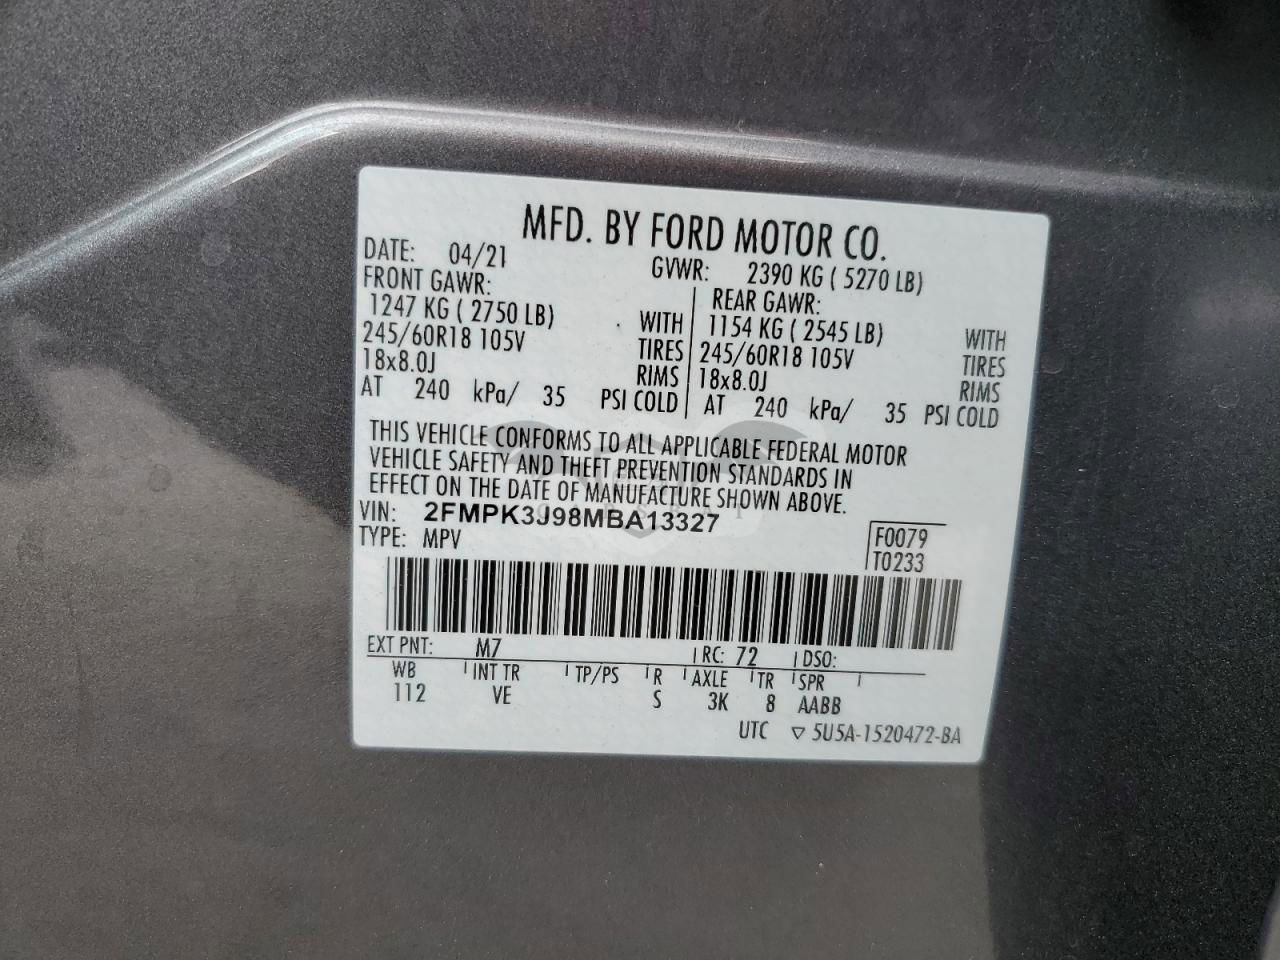 MFD. BY FORD MOTOR CO.
DATE: 04/21 GVWR: 2390 KG ( 5270 LB)
FRONT GAWR: REAR GAWR:
1247 KG ( 2750 LB) WITH 1154 KG ( 2545 LB) WITH
245/60R18 105V TIRES 245/60R18 105V TIRES
18x8.0J RIMS 18x8.0J RIMS
AT 240 kPa/ 35 PSI COLD AT 240 kPa/ 35 PSI COLD
THIS VEHICLE CONFORMS TO ALL APPLICABLE FEDERAL MOTOR
VEHICLE SAFETY AND THEFT PREVENTION STANDARDS IN
EFFECT ON THE DATE OF MANUFACTURE SHOWN ABOVE.
VIN: 2FMPK3J98MBA13327
TYPE: MPV
F0079
T0233
EXT PNT: M7 RC: 72 DSO:
WB INT TR TP/PS R AXLE TR SPR
112 VE S 3K 8 AABB
UTC ▽ 5U5A-1520472-BA